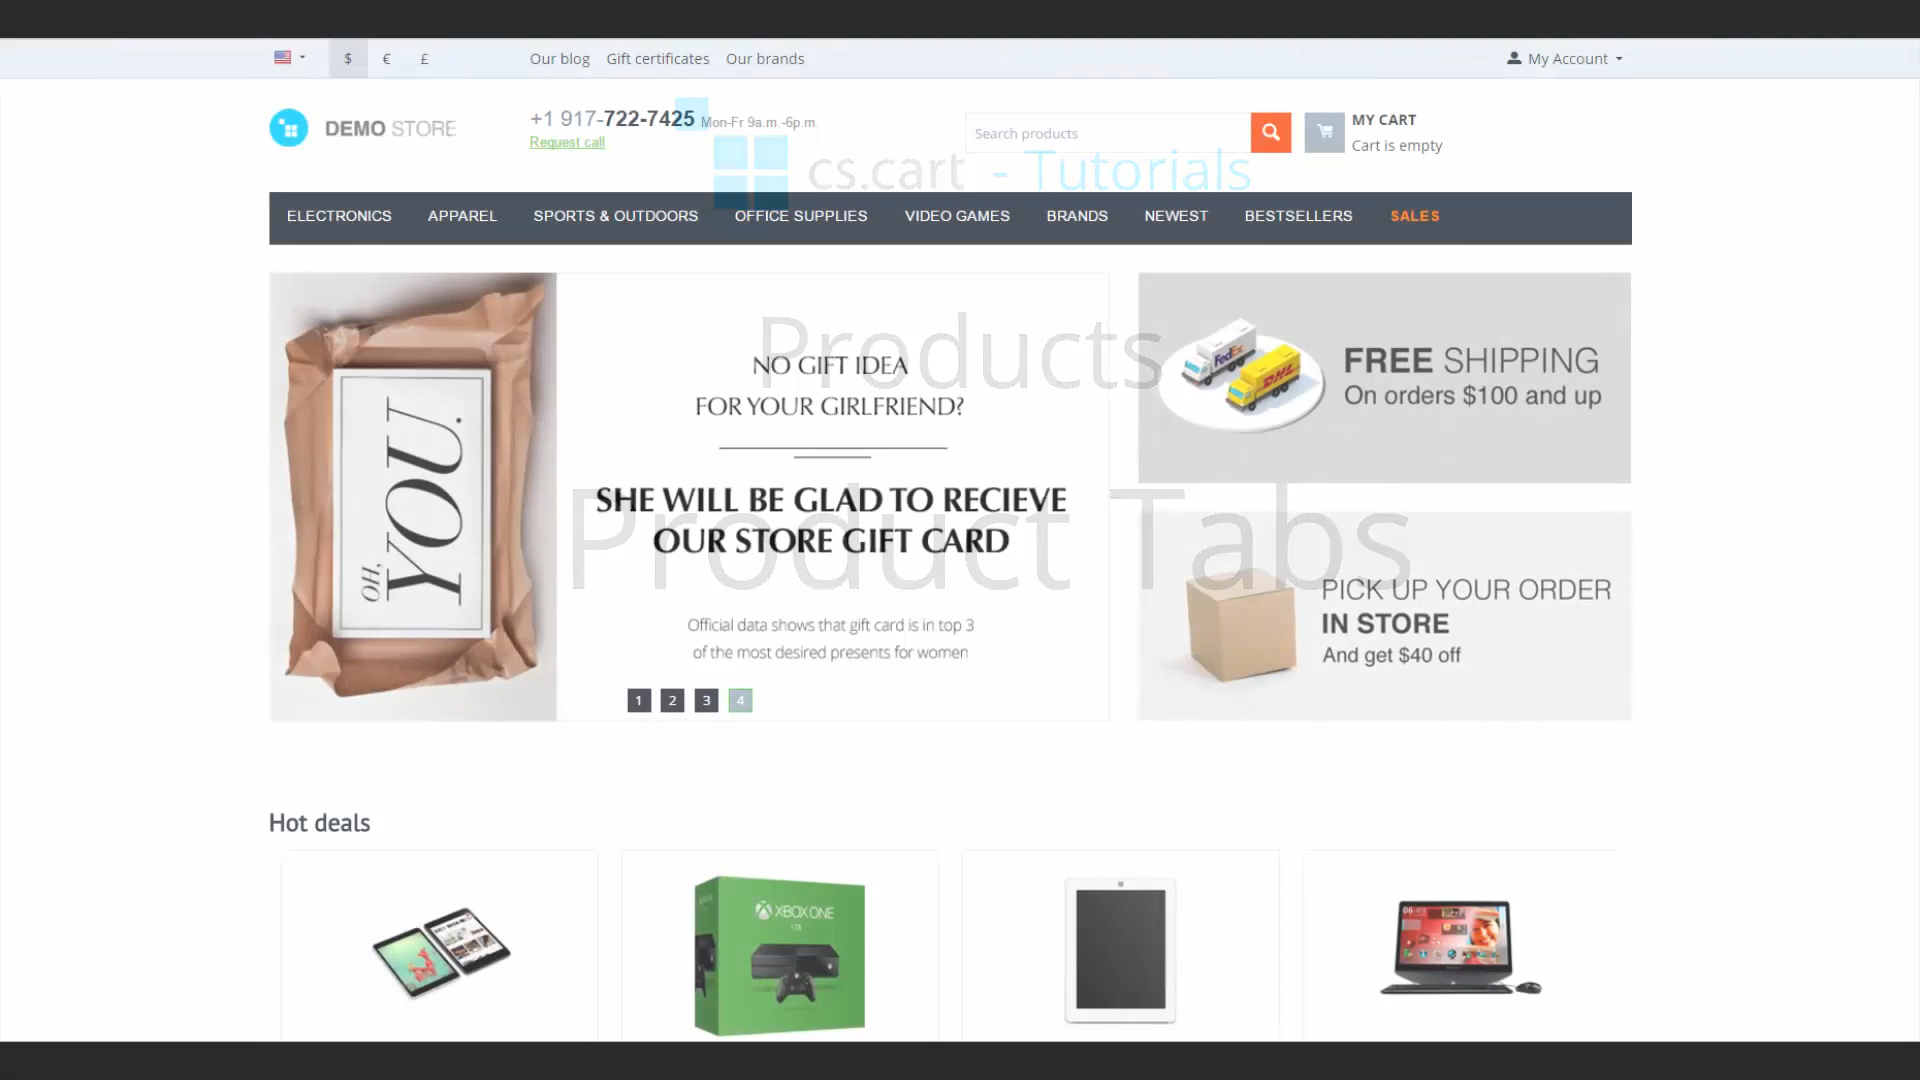 $ € £ Our blog Gift certificates Our brands My Account
DEMO STORE
+1 917-722-7425 Mon-Fr 9a.m.-6p.m.
Request call
Search products
MY CART
Cart is empty
cs.cart - Tutorials
ELECTRONICS APPAREL SPORTS & OUTDOORS OFFICE SUPPLIES VIDEO GAMES BRANDS NEWEST BESTSELLERS SALES
Products
Product Tabs
OH,
YOU.
NO GIFT IDEA
FOR YOUR GIRLFRIEND?
SHE WILL BE GLAD TO RECIEVE
OUR STORE GIFT CARD
Official data shows that gift card is in top 3
of the most desired presents for women
1 2 3 4
FedEx
DHL
FREE SHIPPING
On orders $100 and up
PICK UP YOUR ORDER
IN STORE
And get $40 off
Hot deals
XBOX ONE
1TB